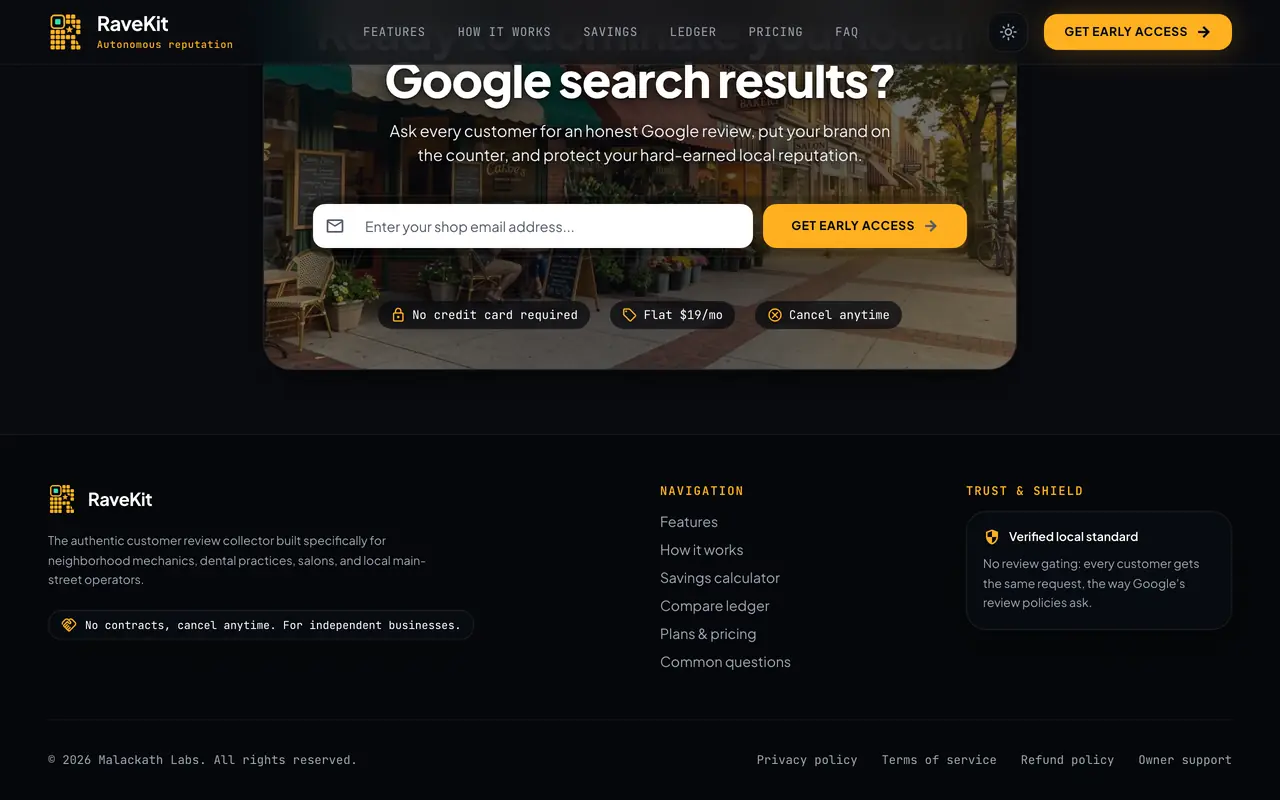 RaveKit
Autonomous reputation
FEATURES
HOW IT WORKS
SAVINGS
LEDGER
PRICING
FAQ
GET EARLY ACCESS
Google search results?
Ask every customer for an honest Google review, put your brand on
the counter, and protect your hard-earned local reputation.
BAKERY
SALON
Enter your shop email address...
GET EARLY ACCESS
No credit card required
Flat $19/mo
Cancel anytime
RaveKit
The authentic customer review collector built specifically for
neighborhood mechanics, dental practices, salons, and local main-
street operators.
No contracts, cancel anytime. For independent businesses.
NAVIGATION
Features
How it works
Savings calculator
Compare ledger
Plans & pricing
Common questions
TRUST & SHIELD
Verified local standard
No review gating: every customer gets
the same request, the way Google's
review policies ask.
© 2026 Malackath Labs. All rights reserved.
Privacy policy
Terms of service
Refund policy
Owner support